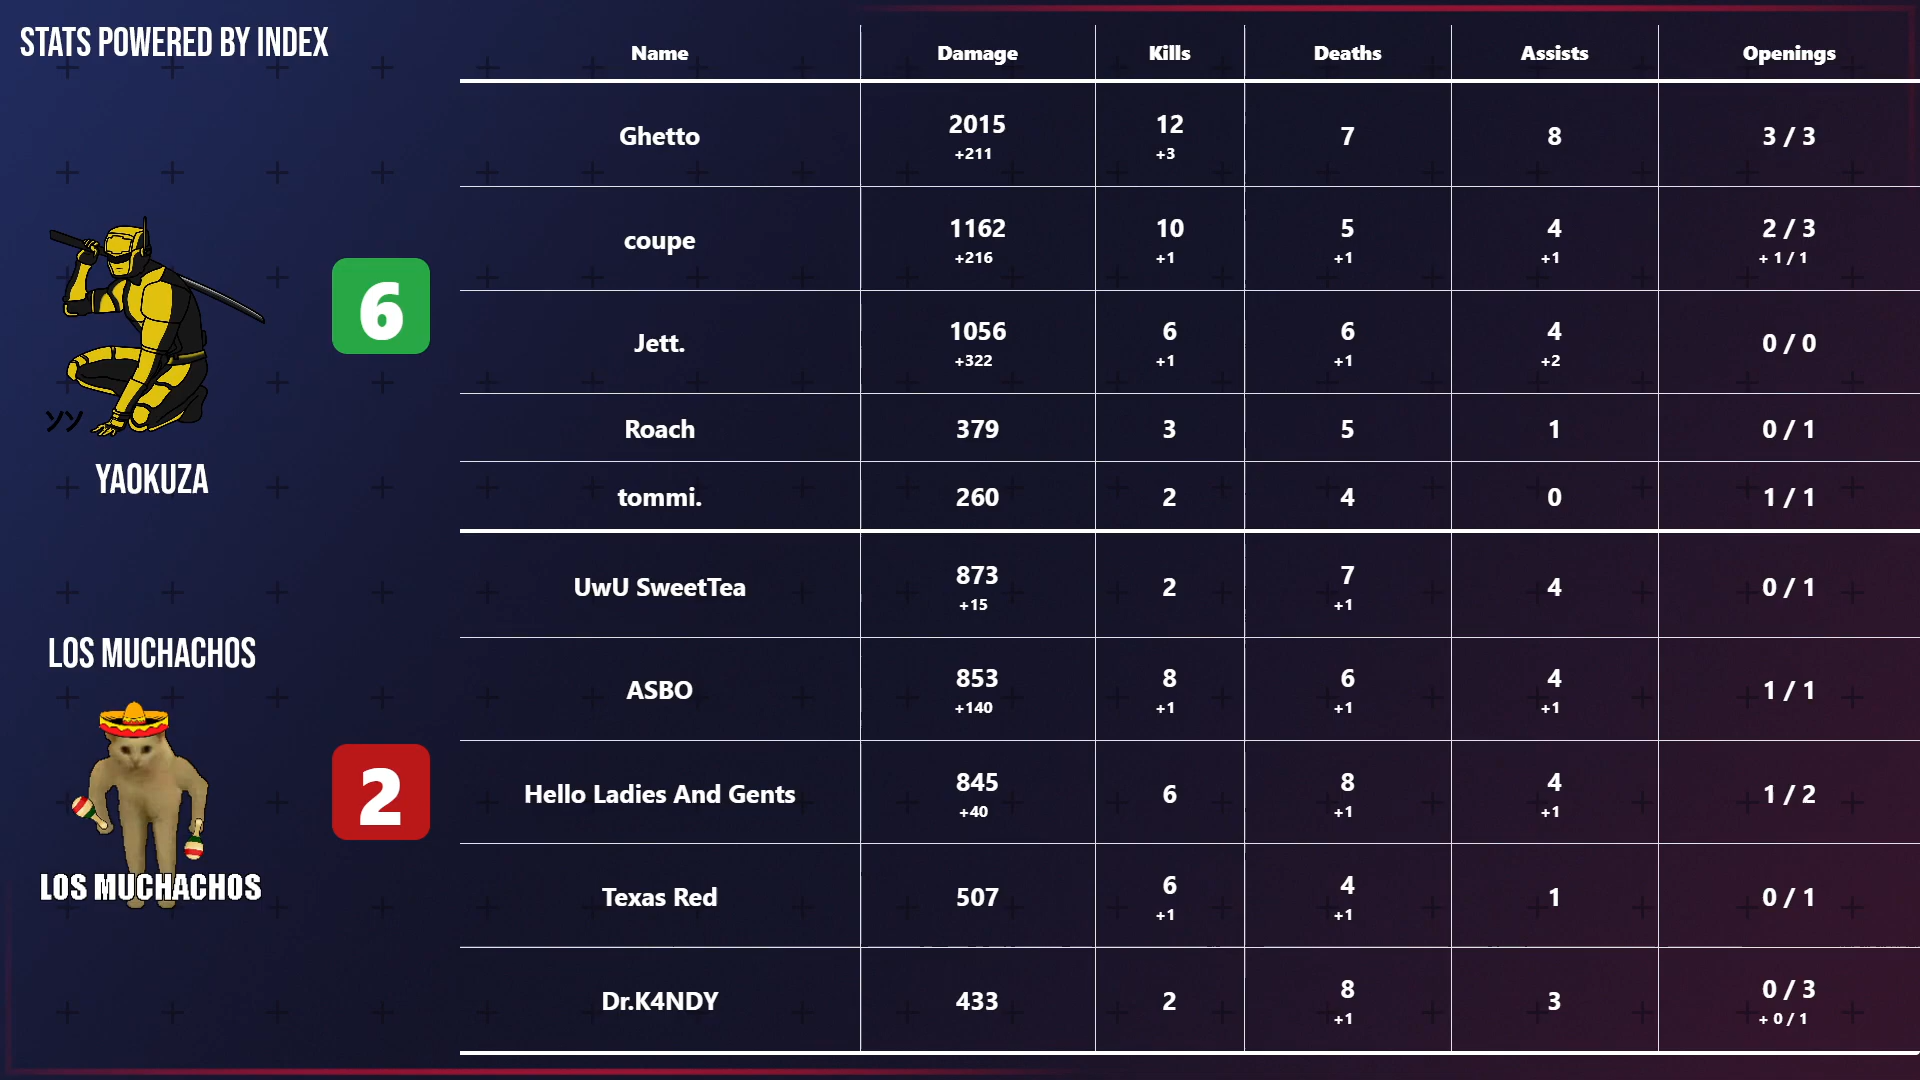 STATS POWERED BY INDEX
Name Damage Kills Deaths Assists Openings
Ghetto 2015 +211 12 +3 7 8 3 / 3
coupe 1162 +216 10 +1 5 +1 4 +1 2 / 3 + 1 / 1
Jett. 1056 +322 6 +1 6 +1 4 +2 0 / 0
Roach 379 3 5 1 0 / 1
tommi. 260 2 4 0 1 / 1
6
ソソ
YAOKUZA
UwU SweetTea 873 +15 2 7 +1 4 0 / 1
ASBO 853 +140 8 +1 6 +1 4 +1 1 / 1
Hello Ladies And Gents 845 +40 6 8 +1 4 +1 1 / 2
Texas Red 507 6 +1 4 +1 1 0 / 1
Dr.K4NDY 433 2 8 +1 3 0 / 3 + 0 / 1
LOS MUCHACHOS
2
LOS MUCHACHOS